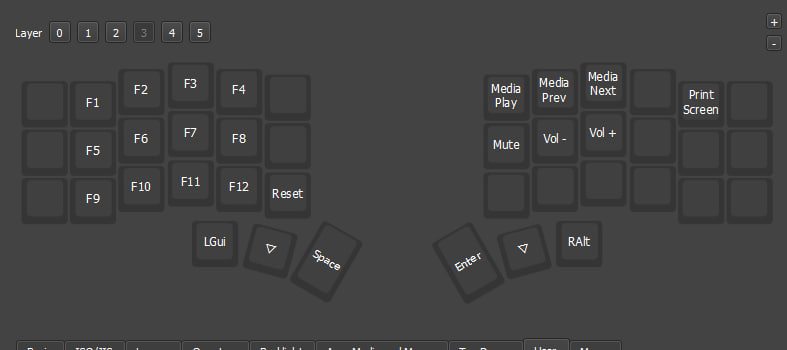 Layer 0 1 2 3 4 5
+
-
F1 F2 F3 F4
Media Play
Media Prev
Media Next
Print Screen
F5 F6 F7 F8
Mute Vol - Vol +
F9 F10 F11 F12 Reset
LGui ▽ Space
Enter ▽ RAlt